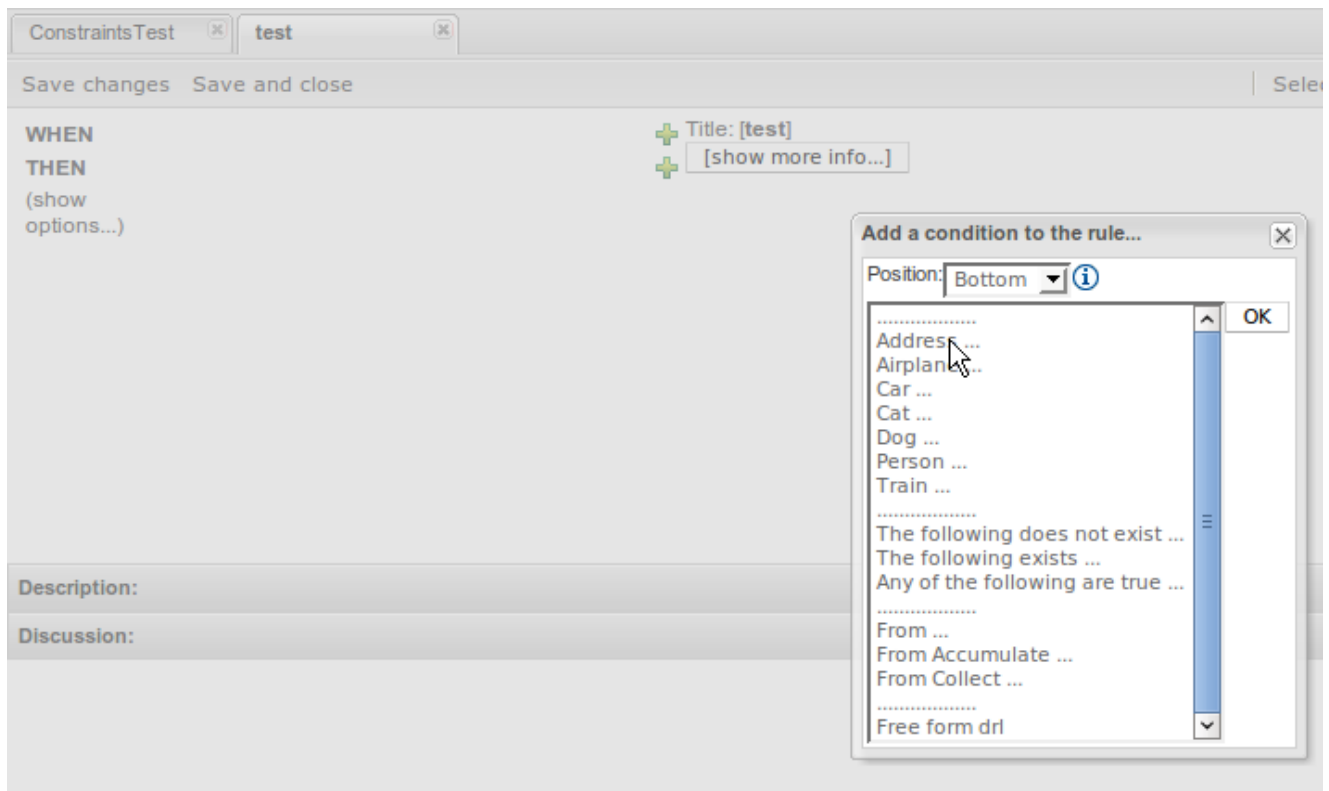 ConstraintsTest test
Save changes Save and close Selec
WHEN
THEN
(show
options...)
Title: [test]
[show more info...]
Add a condition to the rule...
Position: Bottom
OK
..................
Address ...
Airplane ...
Car ...
Cat ...
Dog ...
Person ...
Train ...
..................
The following does not exist ...
The following exists ...
Any of the following are true ...
..................
From ...
From Accumulate ...
From Collect ...
..................
Free form drl
Description:
Discussion: